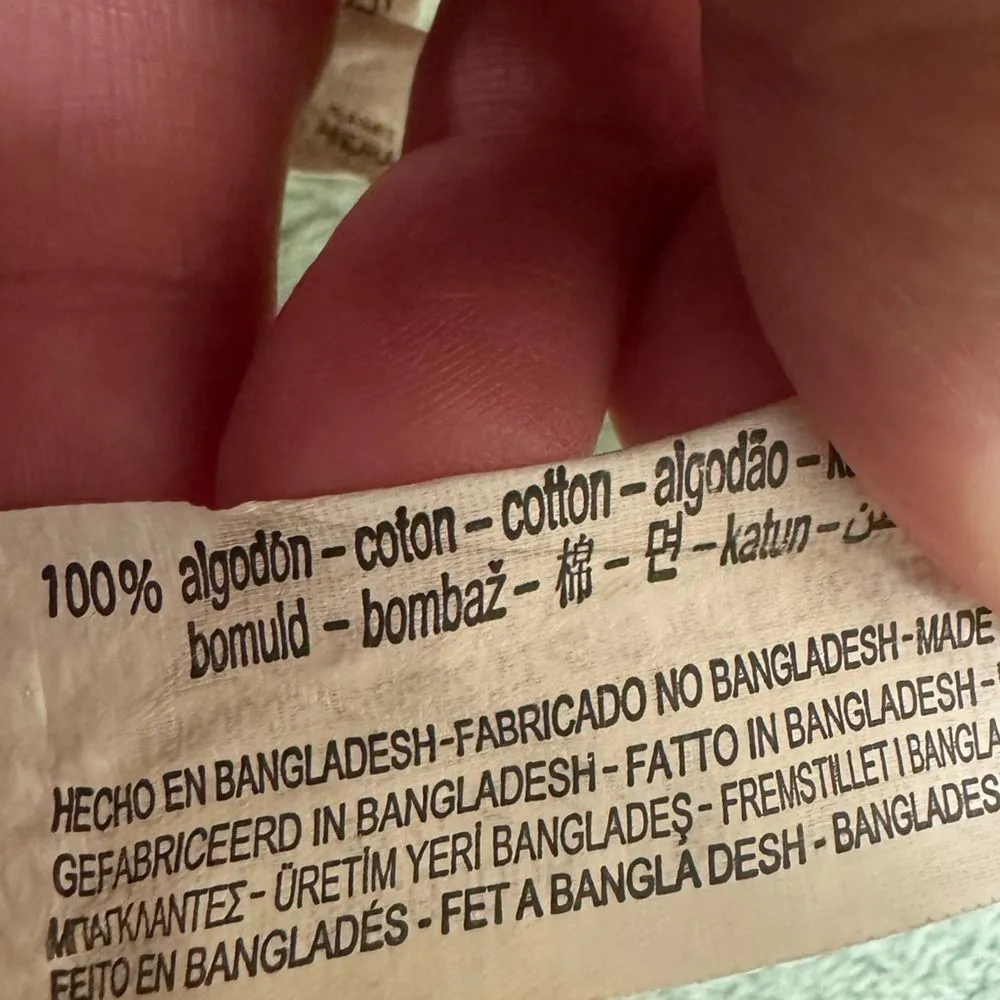 100% algodón – coton – cotton – algodão –
bomuld – bombaž – 棉 – 면 – katun –
HECHO EN BANGLADESH - FABRICADO NO BANGLADESH - MADE
GEFABRICEERD IN BANGLADESH - FATTO IN BANGLADESH -
ΜΠΑΓΚΛΑΝΤΕΣ - ÜRETİM YERİ BANGLADEŞ - FREMSTILLET I BANGLA
FEITO EN BANGLADÉS - FET A BANGLA DESH - BANGLADES